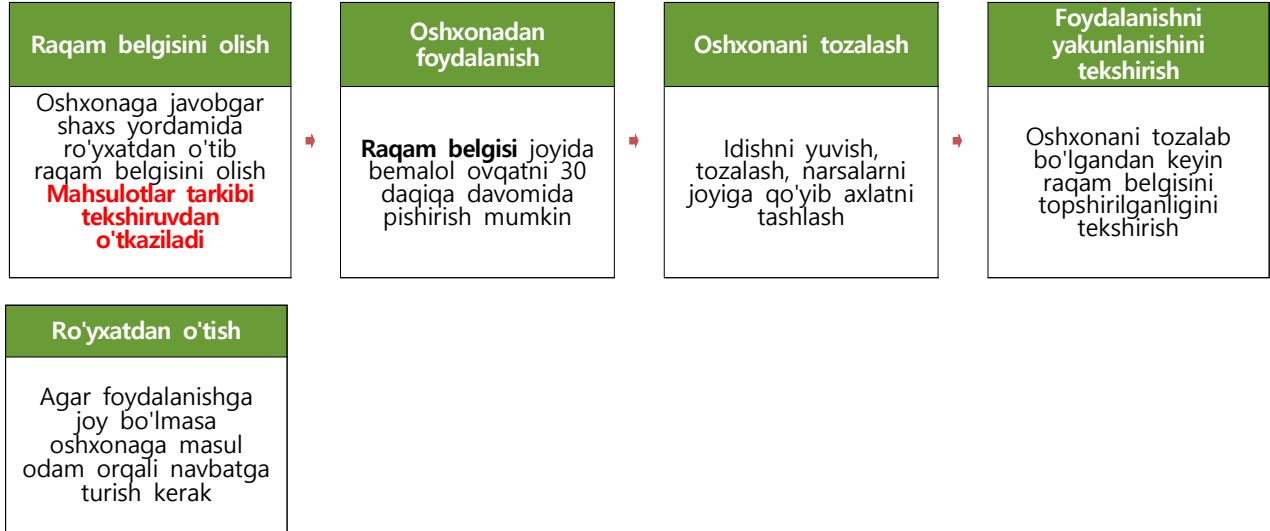 Raqam belgisini olish
Oshxonaga javobgar
shaxs yordamida
ro'yxatdan o'tib
raqam belgisini olish
Mahsulotlar tarkibi
tekshiruvdan
o'tkaziladi
Oshxonadan
foydalanish
Raqam belgisi joyida
bemalol ovqatni 30
daqiqa davomida
pishirish mumkin
Oshxonani tozalash
Idishni yuvish,
tozalash, narsalarni
joyiga qo'yib axlatni
tashlash
Foydalanishni
yakunlanishini
tekshirish
Oshxonani tozalab
bo'lgandan keyin
raqam belgisini
topshirilganligini
tekshirish
Ro'yxatdan o'tish
Agar foydalanishga
joy bo'lmasa
oshxonaga masul
odam orqali navbatga
turish kerak